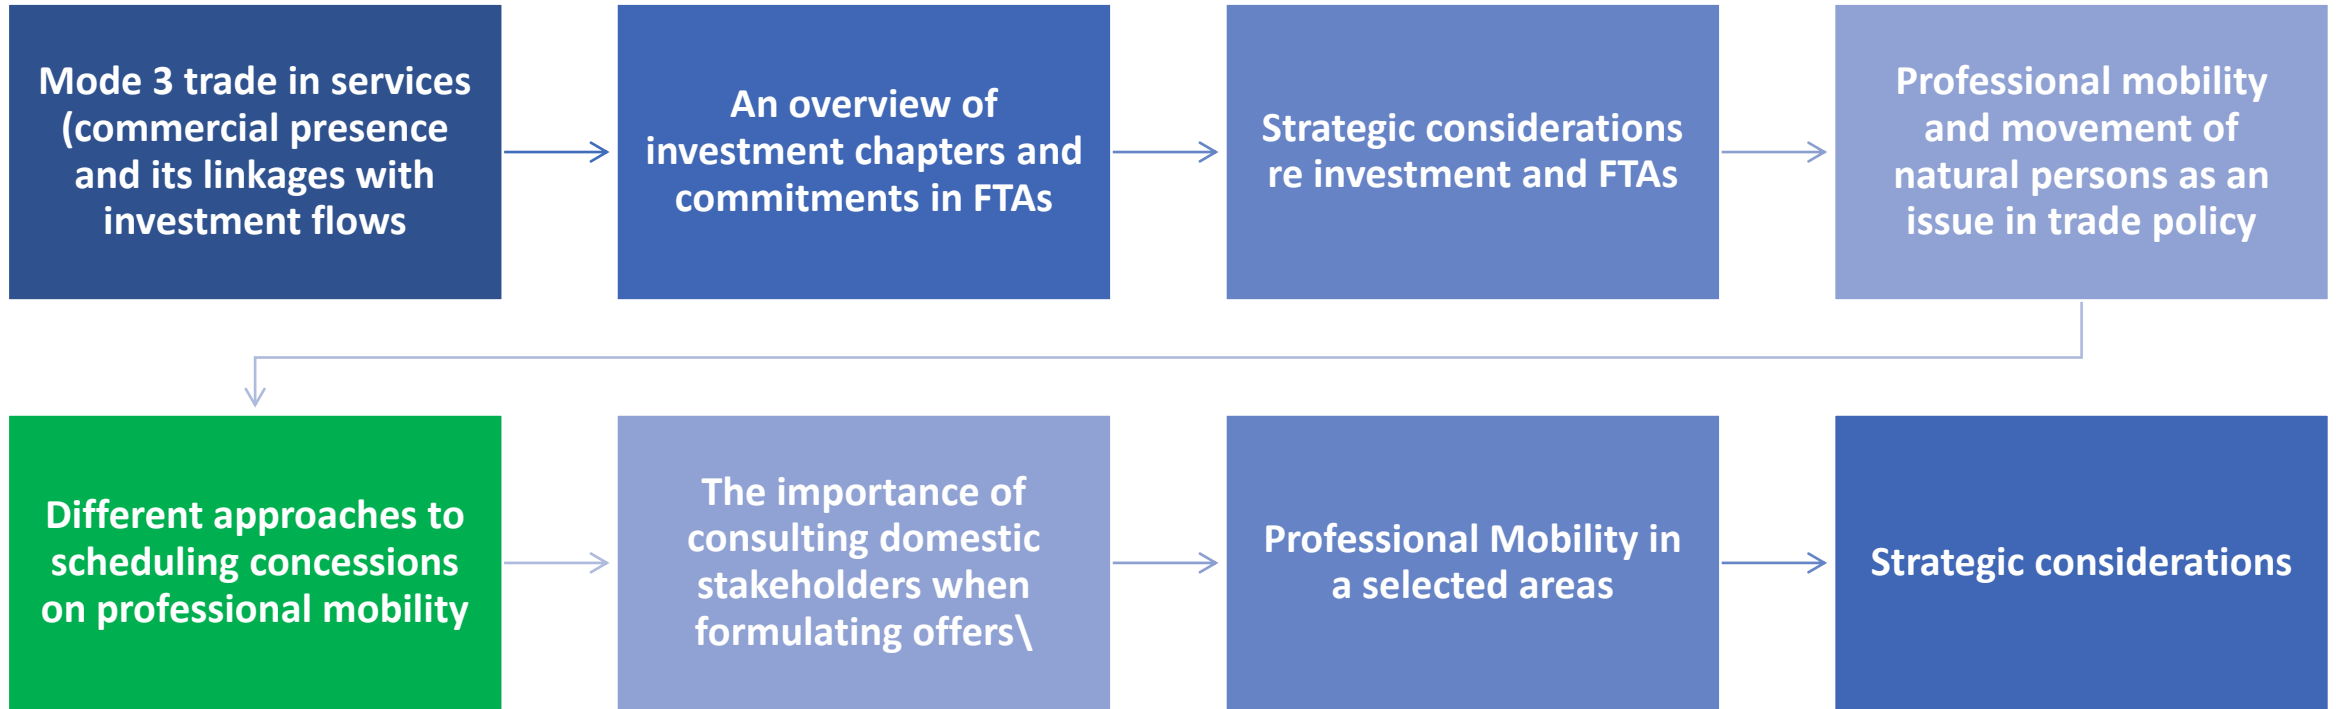 Mode 3 trade in services
(commercial presence
and its linkages with
investment flows
An overview of
investment chapters and
commitments in FTAs
Strategic considerations
re investment and FTAs
Professional mobility
and movement of
natural persons as an
issue in trade policy
Different approaches to
scheduling concessions
on professional mobility
The importance of
consulting domestic
stakeholders when
formulating offers\
Professional Mobility in
a selected areas
Strategic considerations